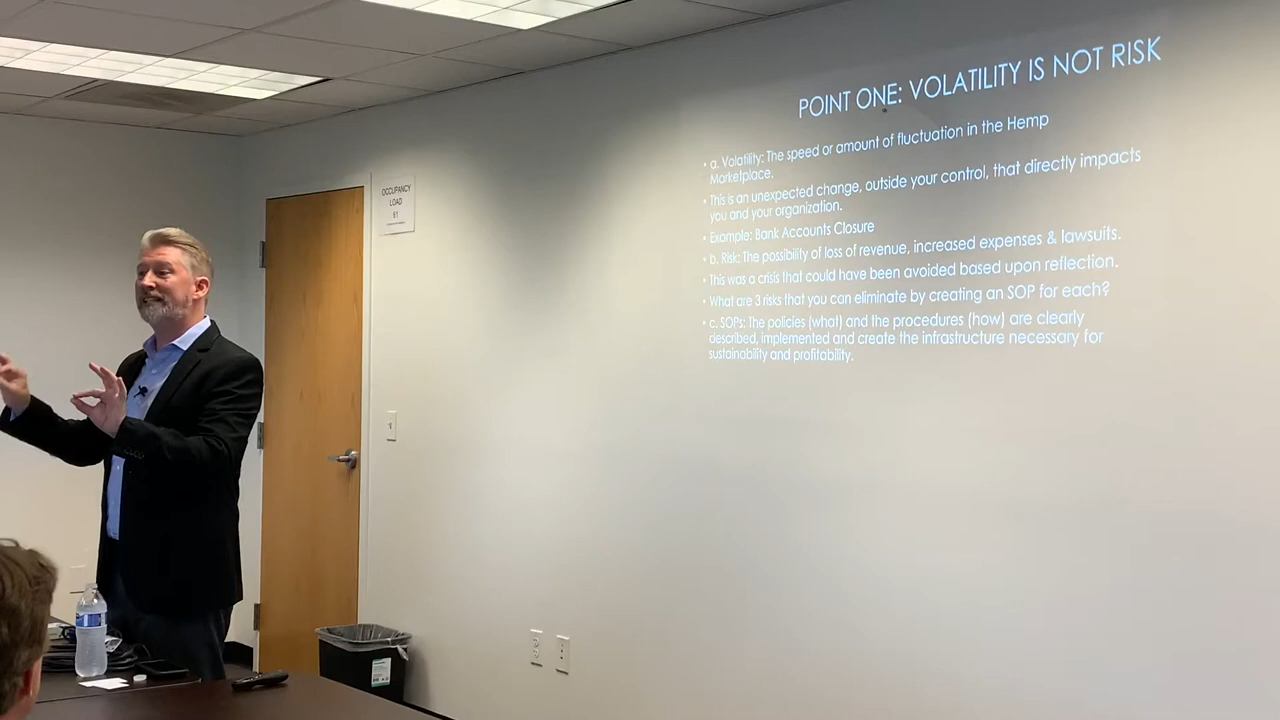 POINT ONE: VOLATILITY IS NOT RISK
• a. Volatility: The speed or amount of fluctuation in the Hemp
Marketplace.
• This is an unexpected change, outside your control, that directly impacts
you and your organization.
• Example: Bank Accounts Closure
• b. Risk: The possibility of loss of revenue, increased expenses & lawsuits.
• This was a crisis that could have been avoided based upon reflection.
• What are 3 risks that you can eliminate by creating an SOP for each?
• c. SOPs: The policies (what) and the procedures (how) are clearly
described, implemented and create the infrastructure necessary for
sustainability and profitability.
OCCUPANCY
LOAD